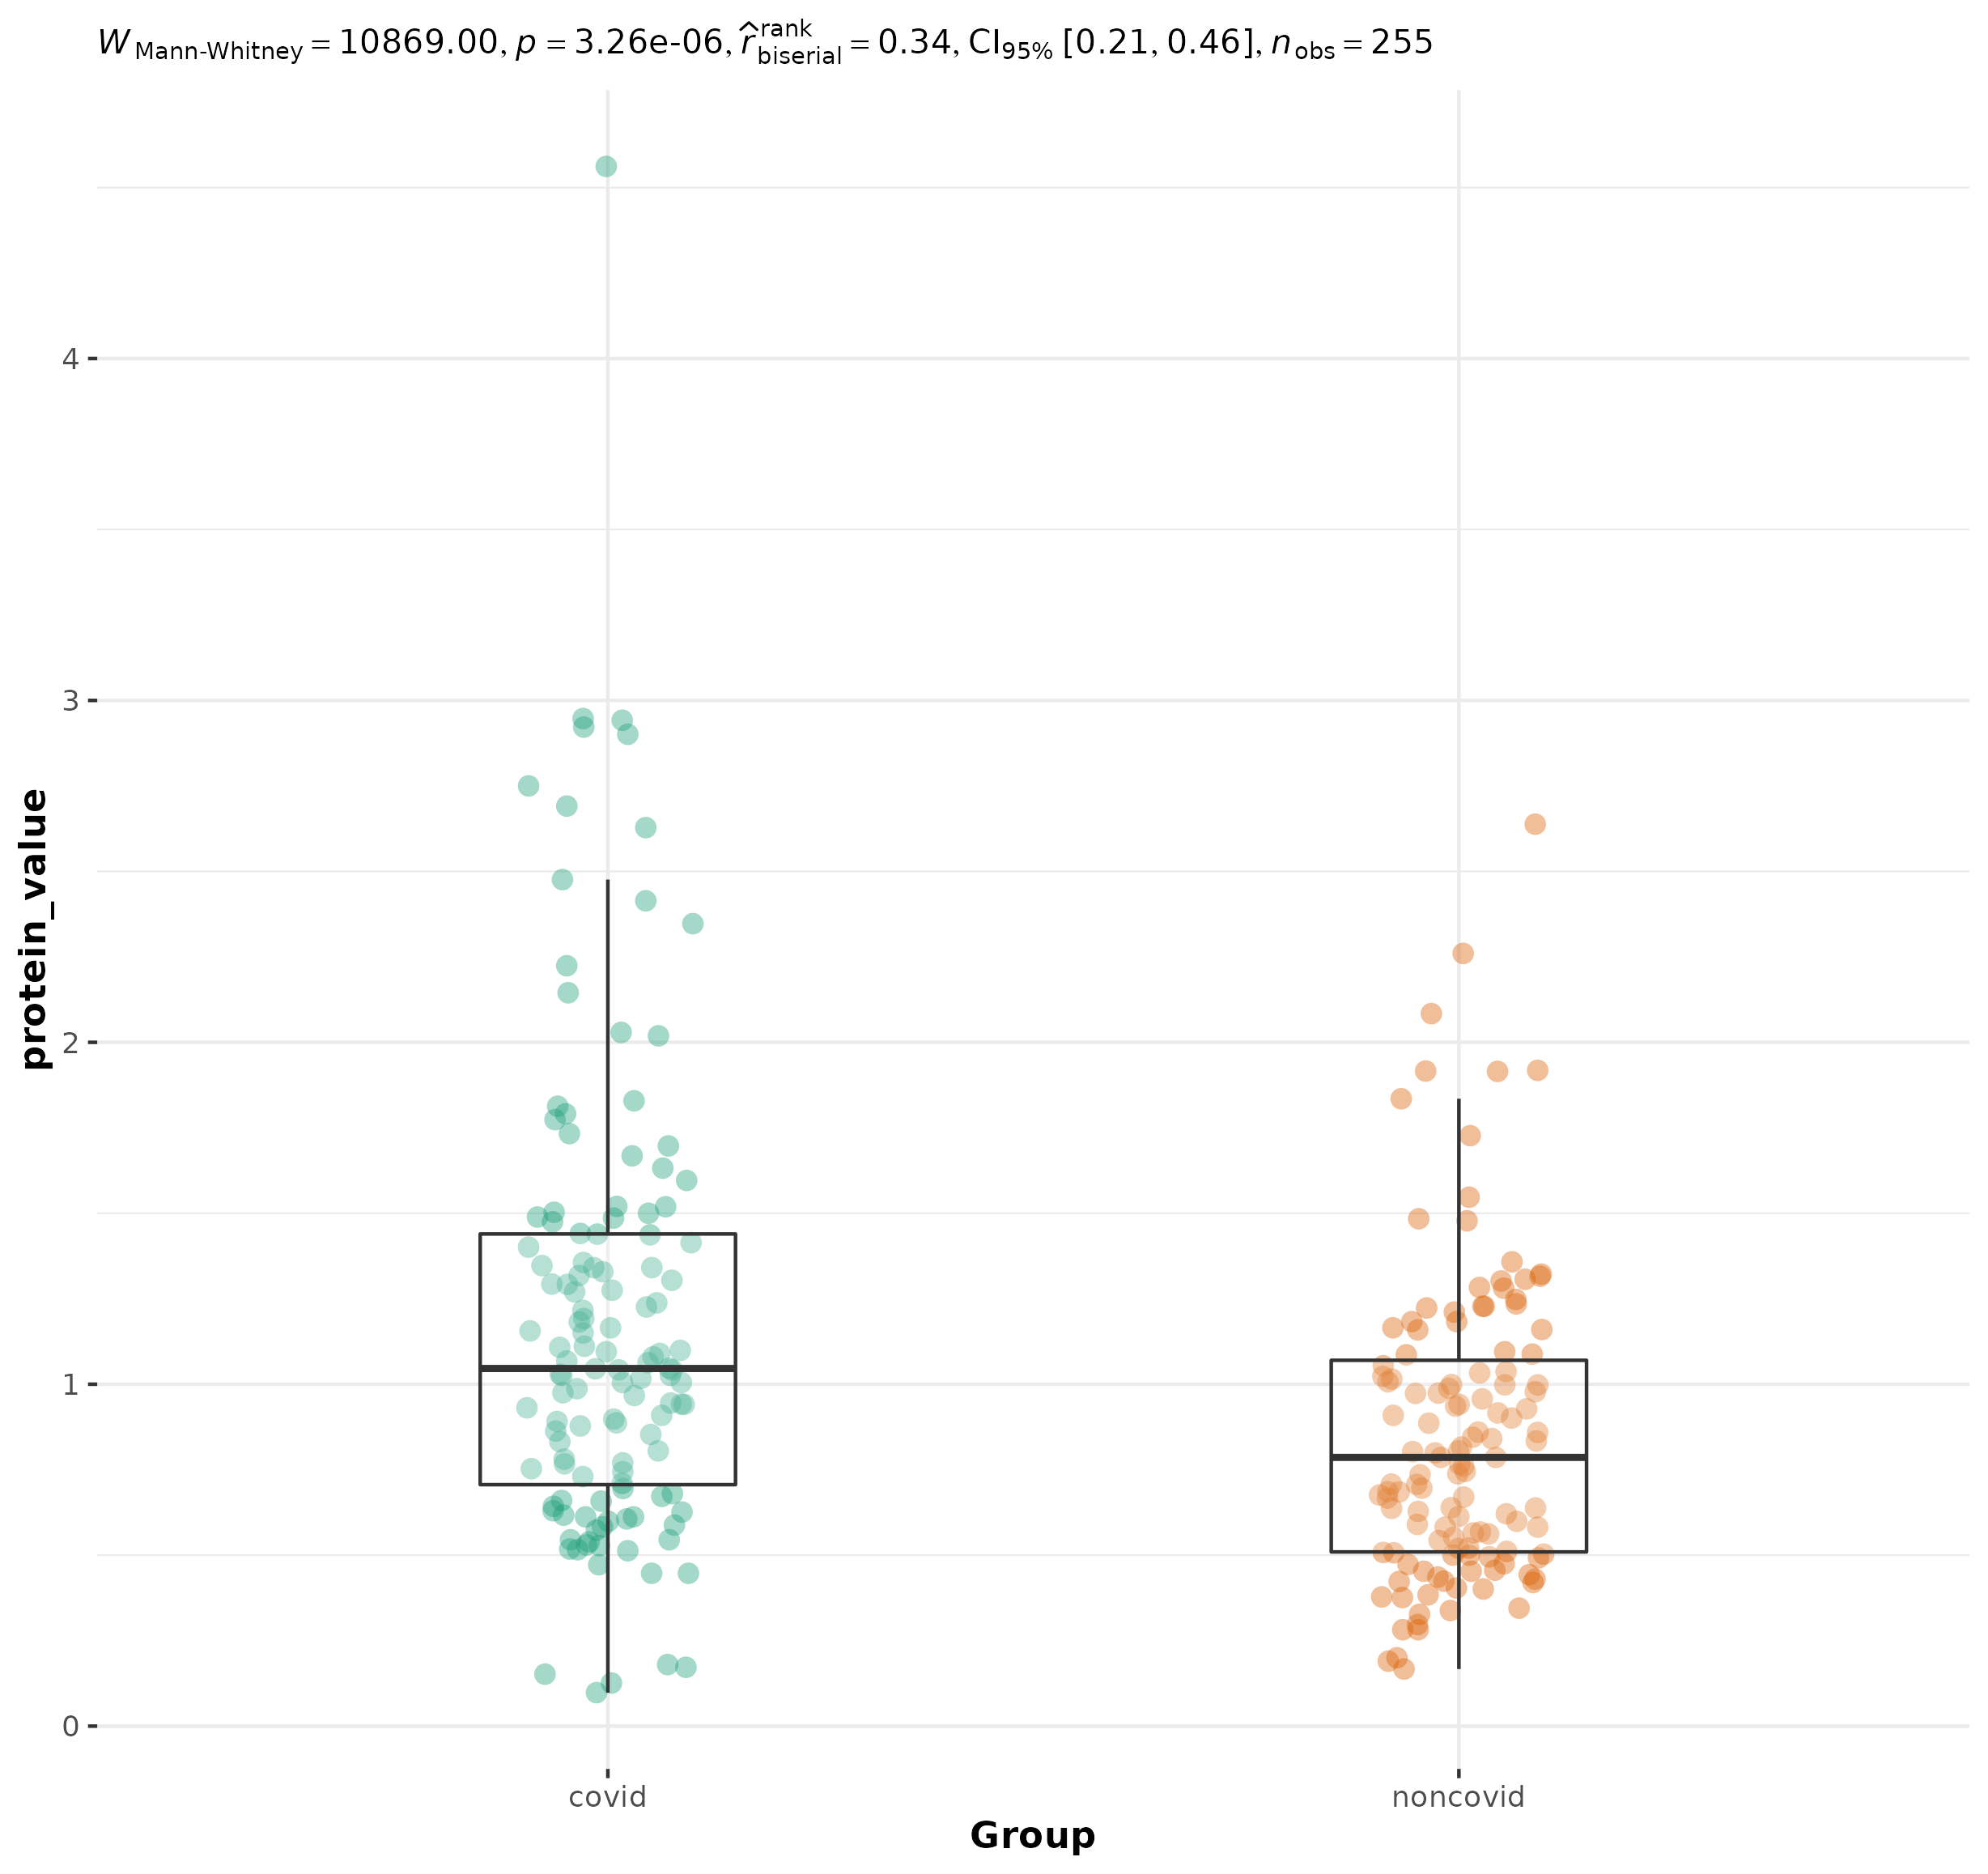 W Mann-Whitney = 10869.00, p = 3.26e-06, r̂ rank biserial = 0.34, CI95% [0.21, 0.46], n obs = 255
4
3
2
1
0
protein_value
covid noncovid
Group